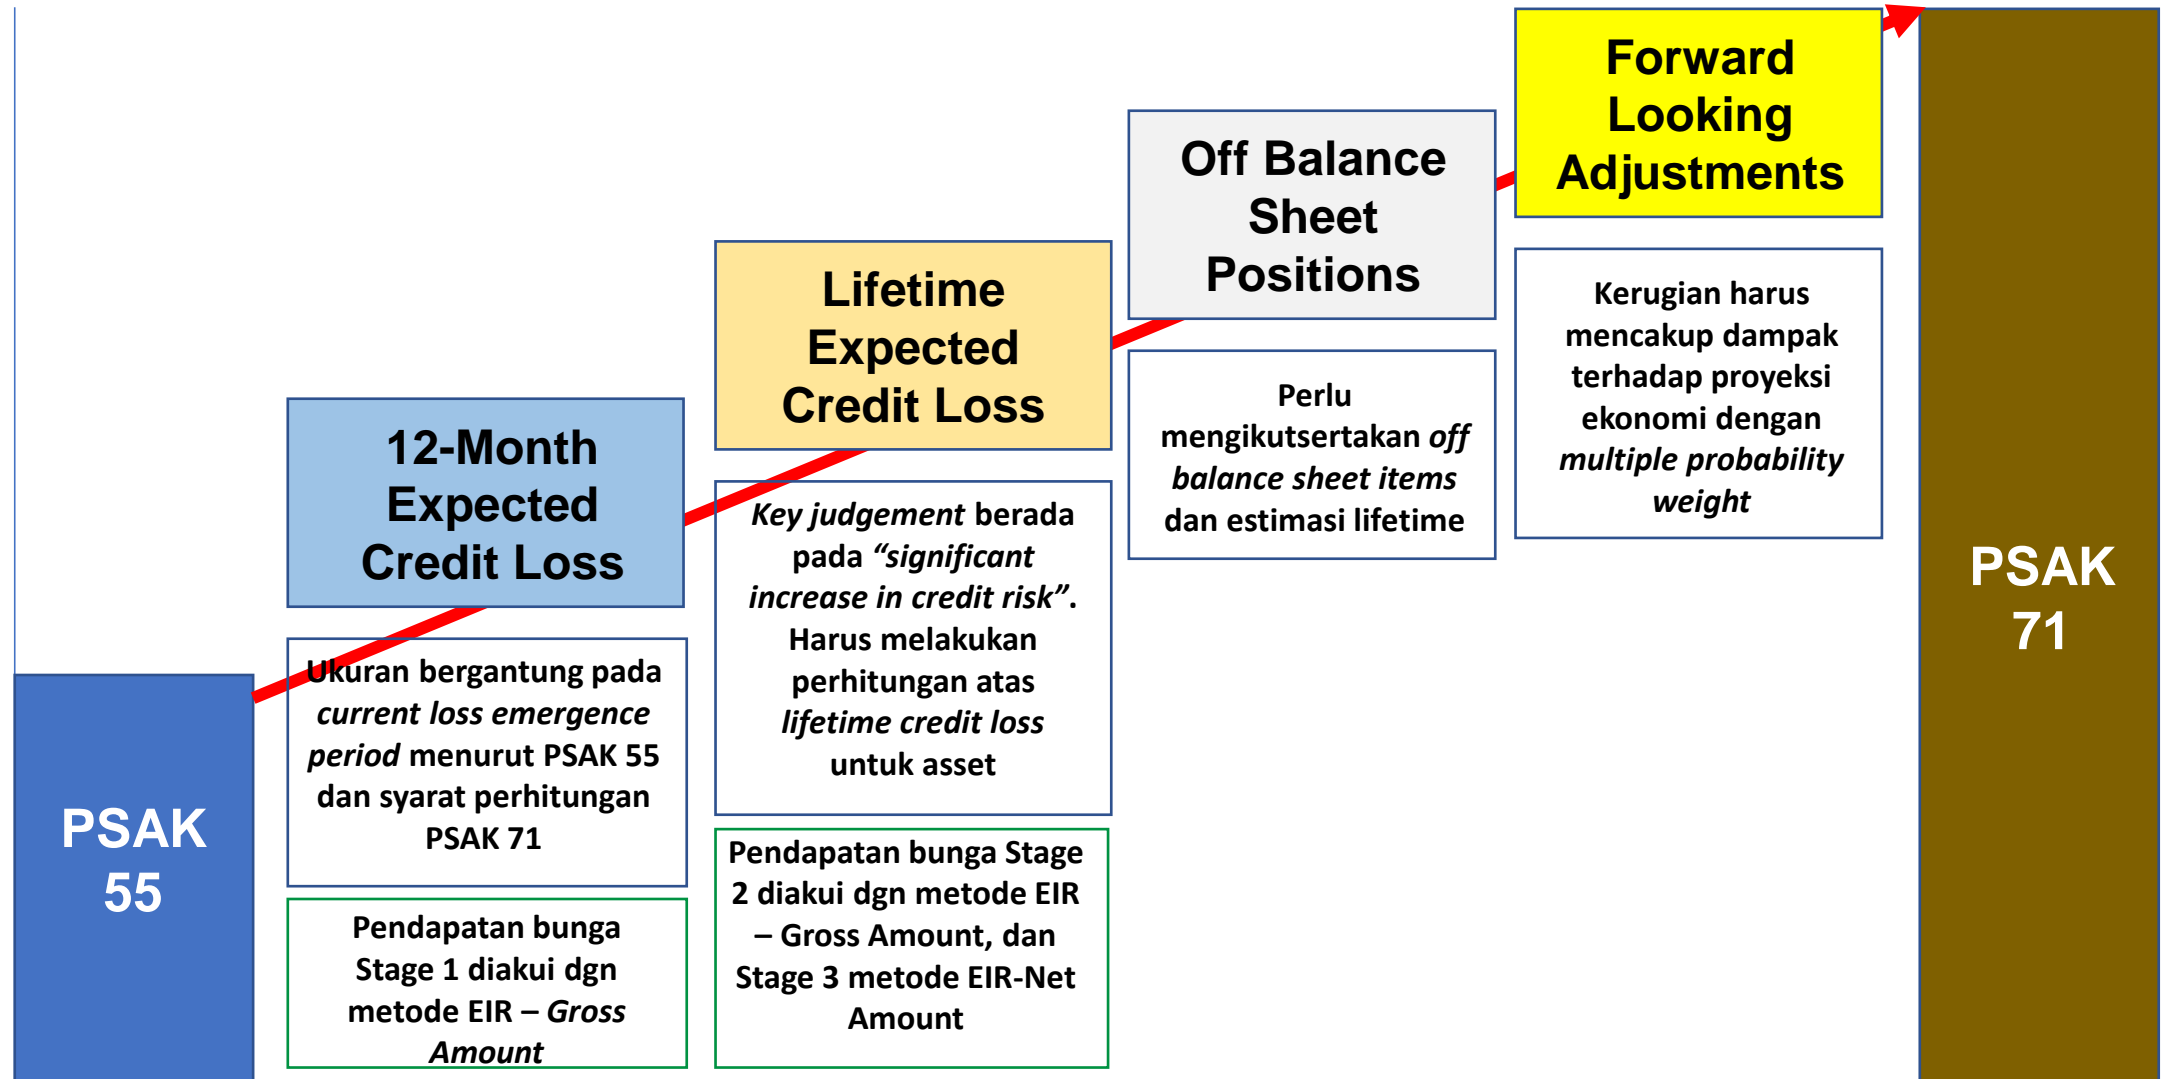 PSAK
55
12-Month
Expected
Credit Loss
Ukuran bergantung pada
current loss emergence
period menurut PSAK 55
dan syarat perhitungan
PSAK 71
Pendapatan bunga
Stage 1 diakui dgn
metode EIR – Gross
Amount
Lifetime
Expected
Credit Loss
Key judgement berada
pada “significant
increase in credit risk”.
Harus melakukan
perhitungan atas
lifetime credit loss
untuk asset
Pendapatan bunga Stage
2 diakui dgn metode EIR
– Gross Amount, dan
Stage 3 metode EIR-Net
Amount
Off Balance
Sheet
Positions
Perlu
mengikutsertakan off
balance sheet items
dan estimasi lifetime
Forward
Looking
Adjustments
Kerugian harus
mencakup dampak
terhadap proyeksi
ekonomi dengan
multiple probability
weight
PSAK
71